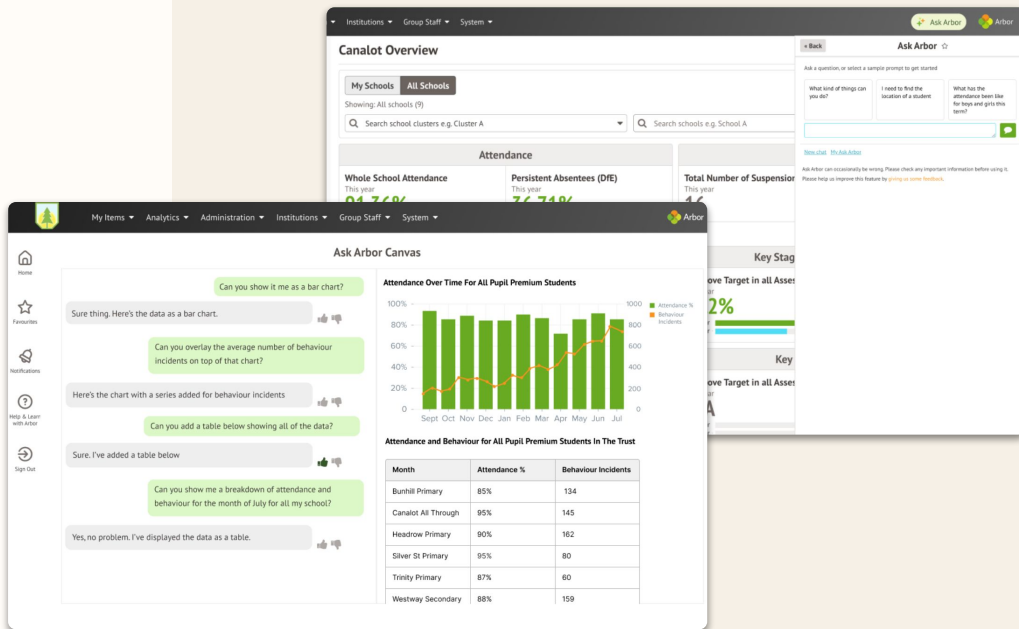 Institutions Group Staff System
Ask Arbor
Arbor
Canalot Overview
My Schools All Schools
Showing: All schools (9)
Search school clusters e.g. Cluster A
Search schools e.g. School A
Attendance
Whole School Attendance
This year
91.36%
Persistent Absentees (DfE)
This year
36.71%
Total Number of Suspension
This year
16
Key Stag
ove Target in all Asses
ar
2%
Key
ove Target in all Asses
ar
A
« Back
Ask Arbor
Ask a question, or select a sample prompt to get started
What kind of things can
you do?
I need to find the
location of a student
What has the
attendance been like
for boys and girls this
term?
New chat My Ask Arbor
Ask Arbor can occasionally be wrong. Please check any important information before using it.
Please help us improve this feature by giving us some feedback.
My Items Analytics Administration Institutions Group Staff System
Arbor
Home
Favourites
Notifications
Help & Learn
with Arbor
Sign Out
Ask Arbor Canvas
Can you show it me as a bar chart?
Sure thing. Here's the data as a bar chart.
Can you overlay the average number of behaviour
incidents on top of that chart?
Here's the chart with a series added for behaviour incidents
Can you add a table below showing all of the data?
Sure. I've added a table below
Can you show me a breakdown of attendance and
behaviour for the month of July for all my school?
Yes, no problem. I've displayed the data as a table.
Attendance Over Time For All Pupil Premium Students
100%
80%
60%
40%
20%
0
1000
800
600
400
200
0
Sept Oct Nov Dec Jan Feb Mar Apr May Jun Jul
Attendance %
Behaviour
Incidents
Attendance and Behaviour for All Pupil Premium Students In The Trust
Month Attendance % Behaviour Incidents
Bunhill Primary 85% 134
Canalot All Through 95% 145
Headrow Primary 90% 162
Silver St Primary 95% 80
Trinity Primary 87% 60
Westway Secondary 88% 159